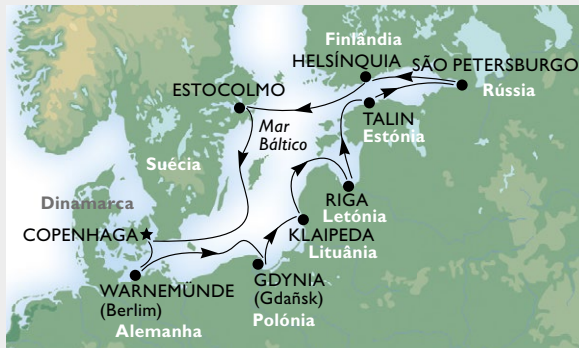 Finlândia
HELSÍNQUIA
SÃO PETERSBURGO
Rússia
ESTOCOLMO
TALIN
Estónia
Mar
Báltico
Suécia
RIGA
Letónia
Dinamarca
COPENHAGA
KLAIPEDA
Lituânia
WARNEMÜNDE
(Berlim)
Alemanha
GDYNIA
(Gdañsk)
Polónia